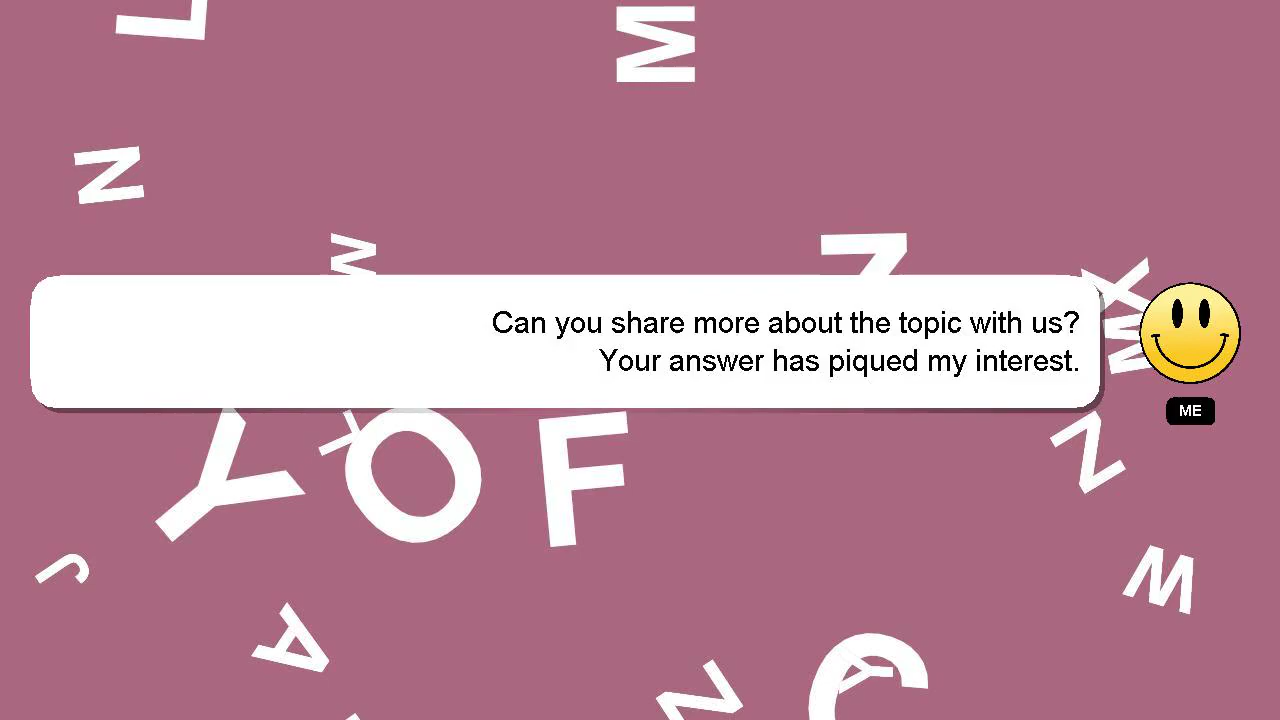 L
M
N
M
N
X
M
Can you share more about the topic with us?
Your answer has piqued my interest.
ME
Y
O
F
Z
J
W
A
Z
C
A